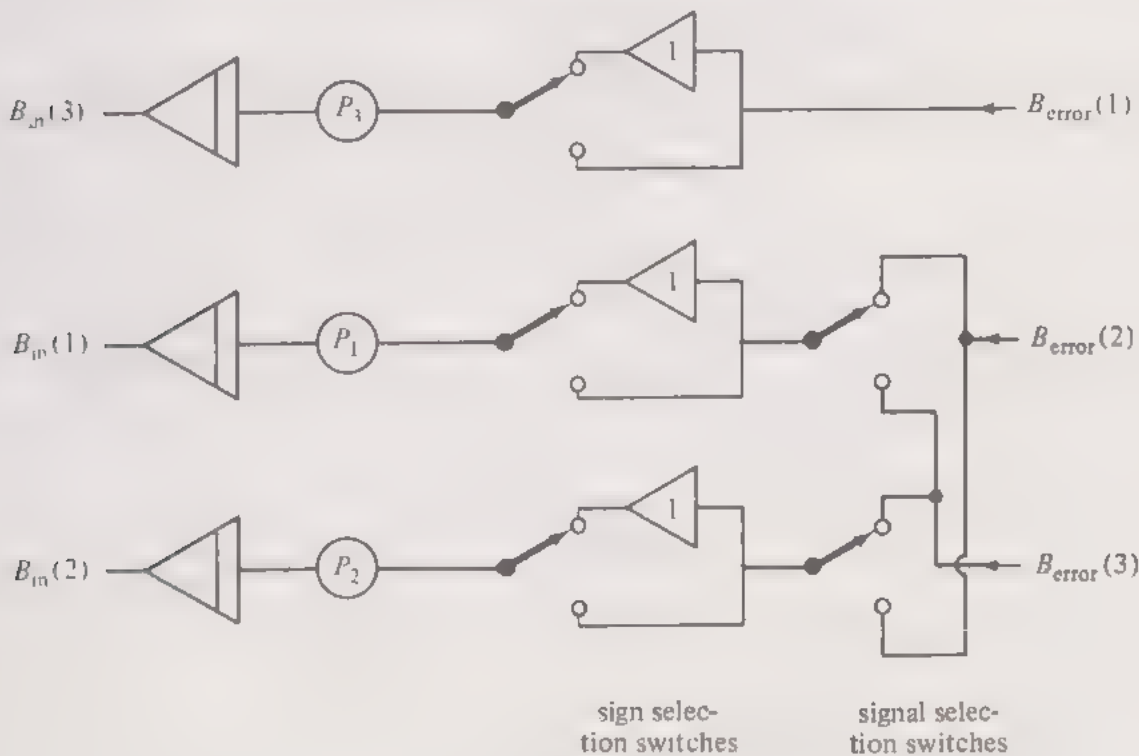 B_in(3)
P_3
1
B_error(1)
B_in(1)
P_1
1
B_error(2)
B_in(2)
P_2
1
B_error(3)
sign selec-
tion switches
signal selec-
tion switches